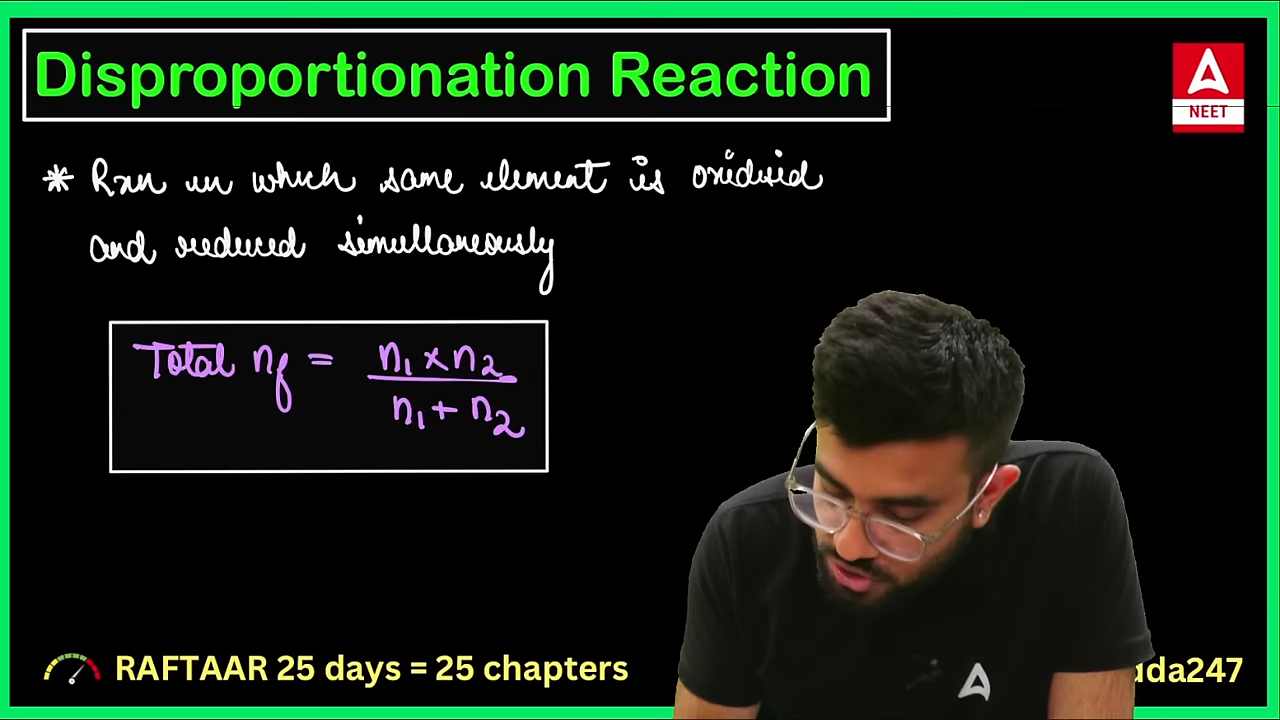 Disproportionation Reaction
NEET
* Rxn in which same element is oxidised
and reduced simultaneously
Total nf = n1 × n2
n1 + n2
RAFTAAR 25 days = 25 chapters
dda247